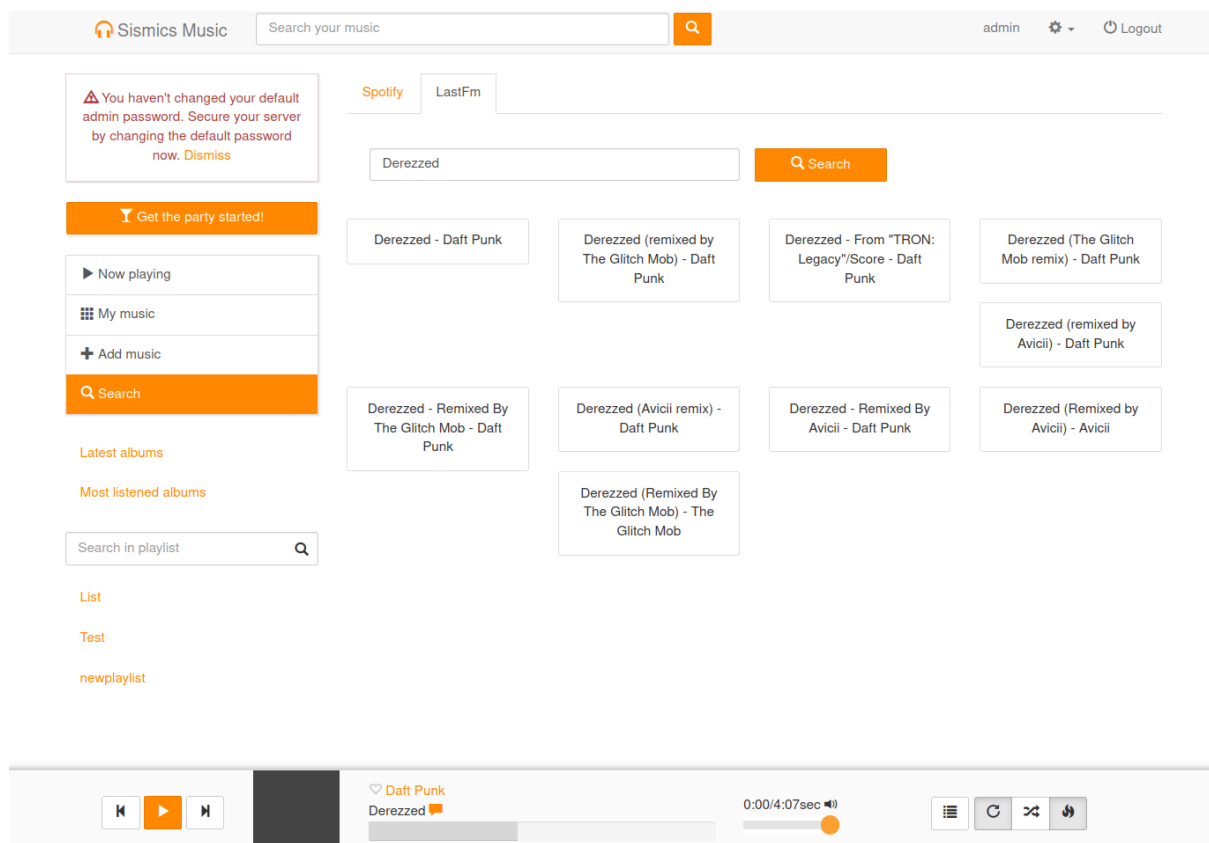 Sismics Music
Search your music
admin
Logout
You haven't changed your default
admin password. Secure your server
by changing the default password
now. Dismiss
Get the party started!
Now playing
My music
Add music
Search
Latest albums
Most listened albums
Search in playlist
List
Test
newplaylist
Spotify
LastFm
Derezzed
Search
Derezzed - Daft Punk
Derezzed (remixed by
The Glitch Mob) - Daft
Punk
Derezzed - From "TRON:
Legacy"/Score - Daft
Punk
Derezzed (The Glitch
Mob remix) - Daft Punk
Derezzed (remixed by
Avicii) - Daft Punk
Derezzed - Remixed By
The Glitch Mob - Daft
Punk
Derezzed (Avicii remix) -
Daft Punk
Derezzed - Remixed By
Avicii - Daft Punk
Derezzed (Remixed by
Avicii) - Avicii
Derezzed (Remixed By
The Glitch Mob) - The
Glitch Mob
Daft Punk
Derezzed
0:00/4:07sec